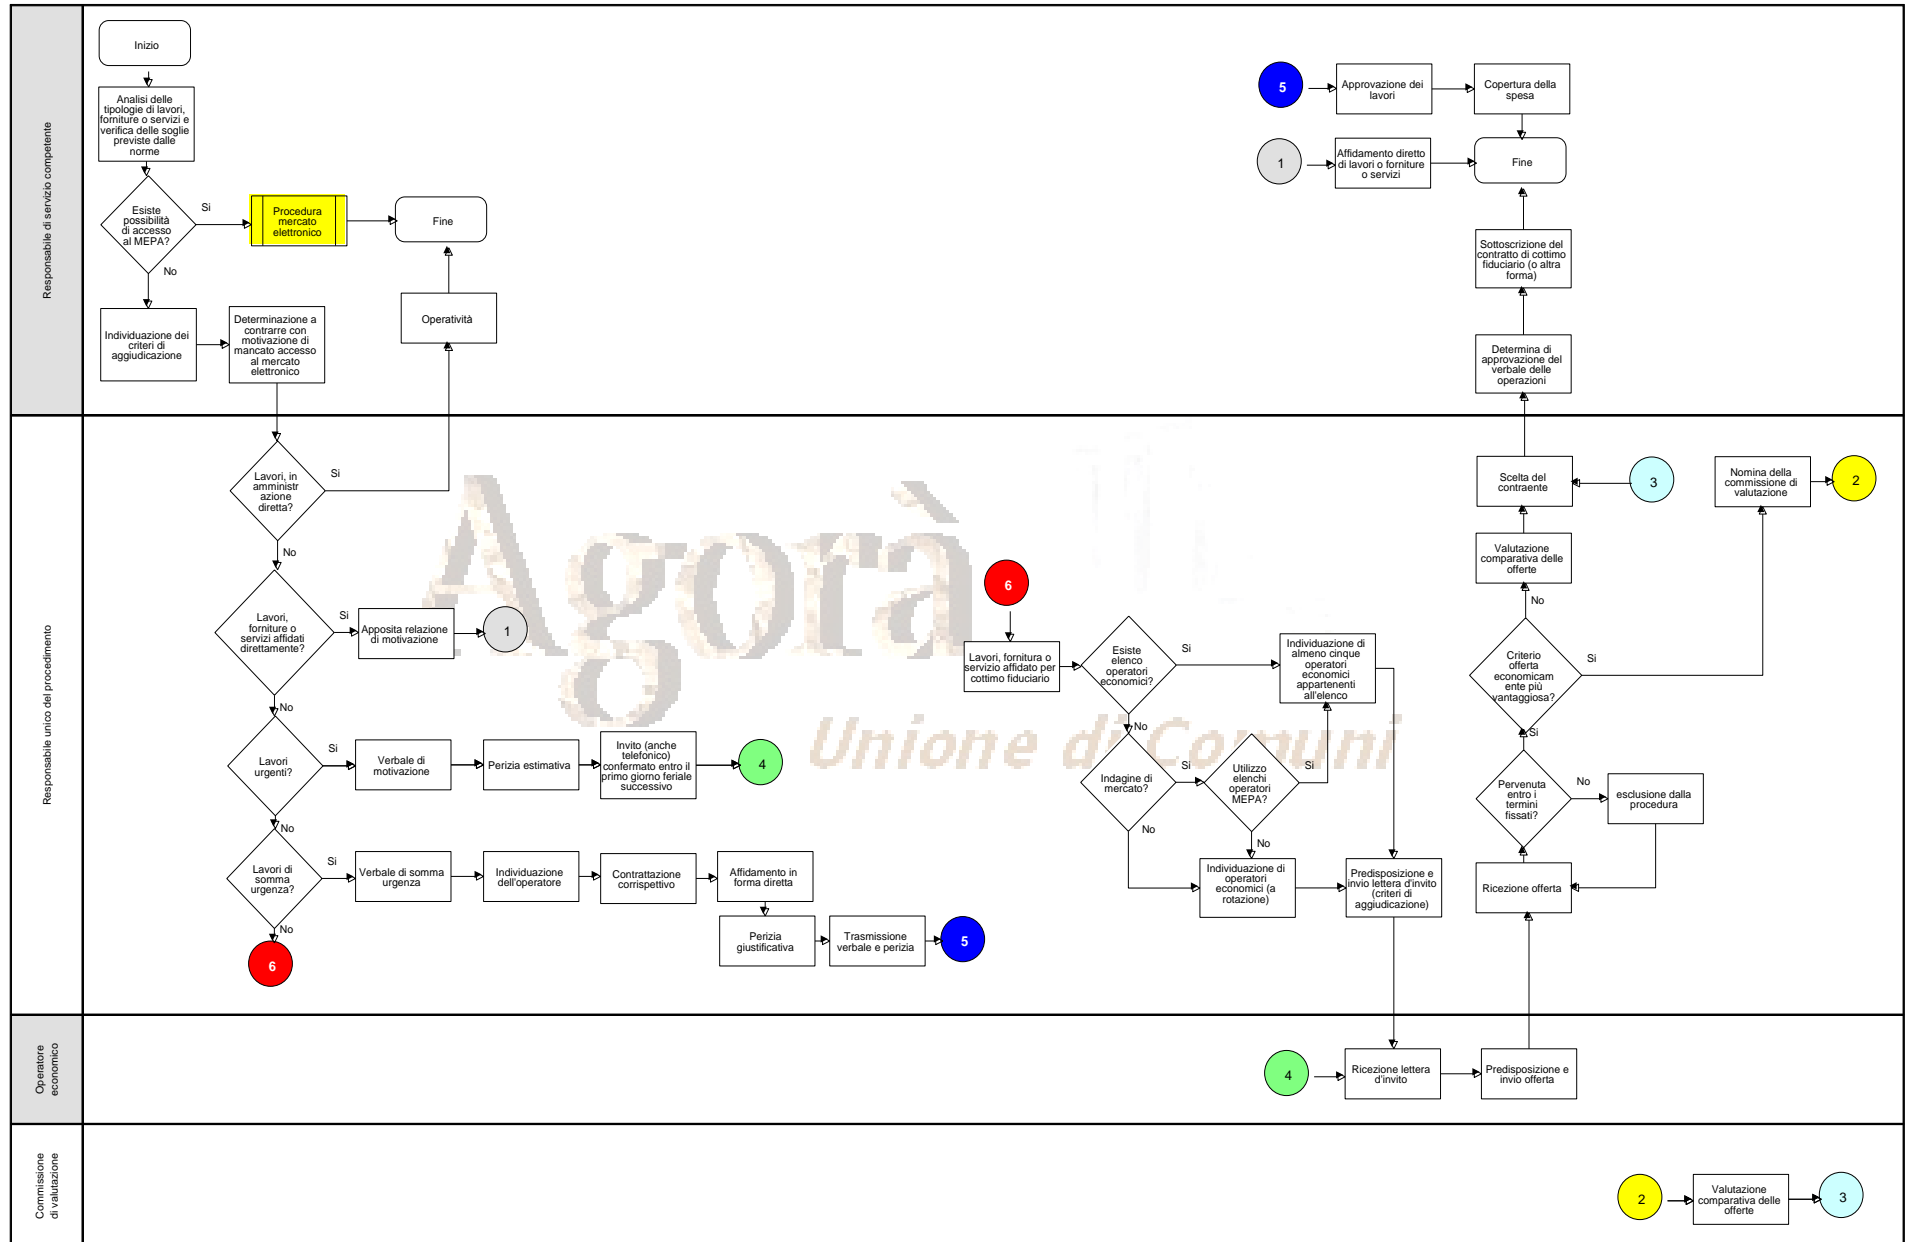 Responsabile di servizio competente
Inizio
Analisi delle
tipologie di lavori,
forniture o servizi e
verifica delle soglie
previste dalle
norme
Esiste
possibilità
di accesso
al MEPA?
Si
No
Procedura
mercato
elettronico
Fine
Individuazione dei
criteri di
aggiudicazione
Determinazione a
contrarre con
motivazione di
mancato accesso
al mercato
elettronico
Operatività
5
Approvazione dei
lavori
Copertura della
spesa
1
Affidamento diretto
di lavori o forniture
o servizi
Fine
Sottoscrizione del
contratto di cottimo
fiduciario (o altra
forma)
Determina di
approvazione del
verbale delle
operazioni
Responsabile unico del procedimento
Lavori, in
amministr
azione
diretta?
Si
No
Lavori,
forniture o
servizi affidati
direttamente?
Si
Apposita relazione
di motivazione
1
No
Lavori
urgenti?
Si
Verbale di
motivazione
Perizia estimativa
Invito (anche
telefonico)
confermato entro il
primo giorno feriale
successivo
4
No
Lavori di
somma
urgenza?
Si
Verbale di somma
urgenza
Individuazione
dell'operatore
Contrattazione
corrispettivo
Affidamento in
forma diretta
No
6
Perizia
giustificativa
Trasmissione
verbale e perizia
5
Agorà
Unione di Comuni
6
Lavori, fornitura o
servizio affidato per
cottimo fiduciario
Esiste
elenco
operatori
economici?
Si
No
Individuazione di
almeno cinque
operatori
economici
appartenenti
all'elenco
Indagine di
mercato?
Si
No
Utilizzo
elenchi
operatori
MEPA?
Si
No
Individuazione di
operatori
economici (a
rotazione)
Predisposizione e
invio lettera d'invito
(criteri di
aggiudicazione)
Scelta del
contraente
3
Nomina della
commissione di
valutazione
2
Valutazione
comparativa delle
offerte
No
Criterio
offerta
economicam
ente più
vantaggiosa?
Si
Si
Pervenuta
entro i
termini
fissati?
No
esclusione dalla
procedura
Ricezione offerta
Operatore
economico
4
Ricezione lettera
d'invito
Predisposizione e
invio offerta
Commissione
di valutazione
2
Valutazione
comparativa delle
offerte
3